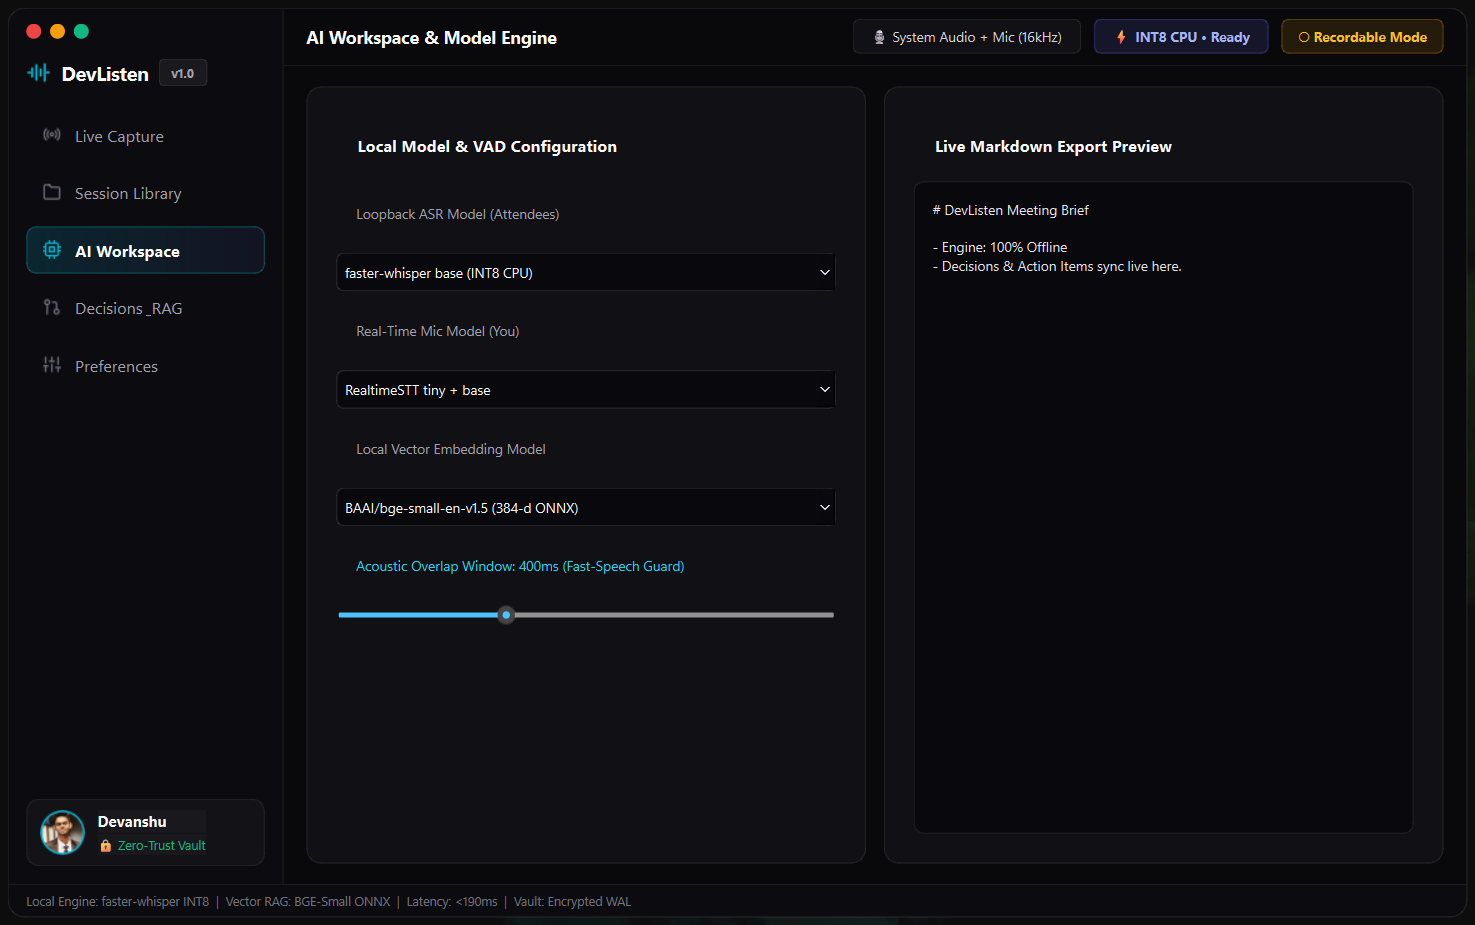 DevListen v1.0
Live Capture
Session Library
AI Workspace
Decisions_RAG
Preferences
Devanshu
Zero-Trust Vault
AI Workspace & Model Engine
System Audio + Mic (16kHz)
INT8 CPU • Ready
Recordable Mode
Local Model & VAD Configuration
Loopback ASR Model (Attendees)
faster-whisper base (INT8 CPU)
Real-Time Mic Model (You)
RealtimeSTT tiny + base
Local Vector Embedding Model
BAAI/bge-small-en-v1.5 (384-d ONNX)
Acoustic Overlap Window: 400ms (Fast-Speech Guard)
Live Markdown Export Preview
# DevListen Meeting Brief
- Engine: 100% Offline
- Decisions & Action Items sync live here.
Local Engine: faster-whisper INT8 | Vector RAG: BGE-Small ONNX | Latency: <190ms | Vault: Encrypted WAL